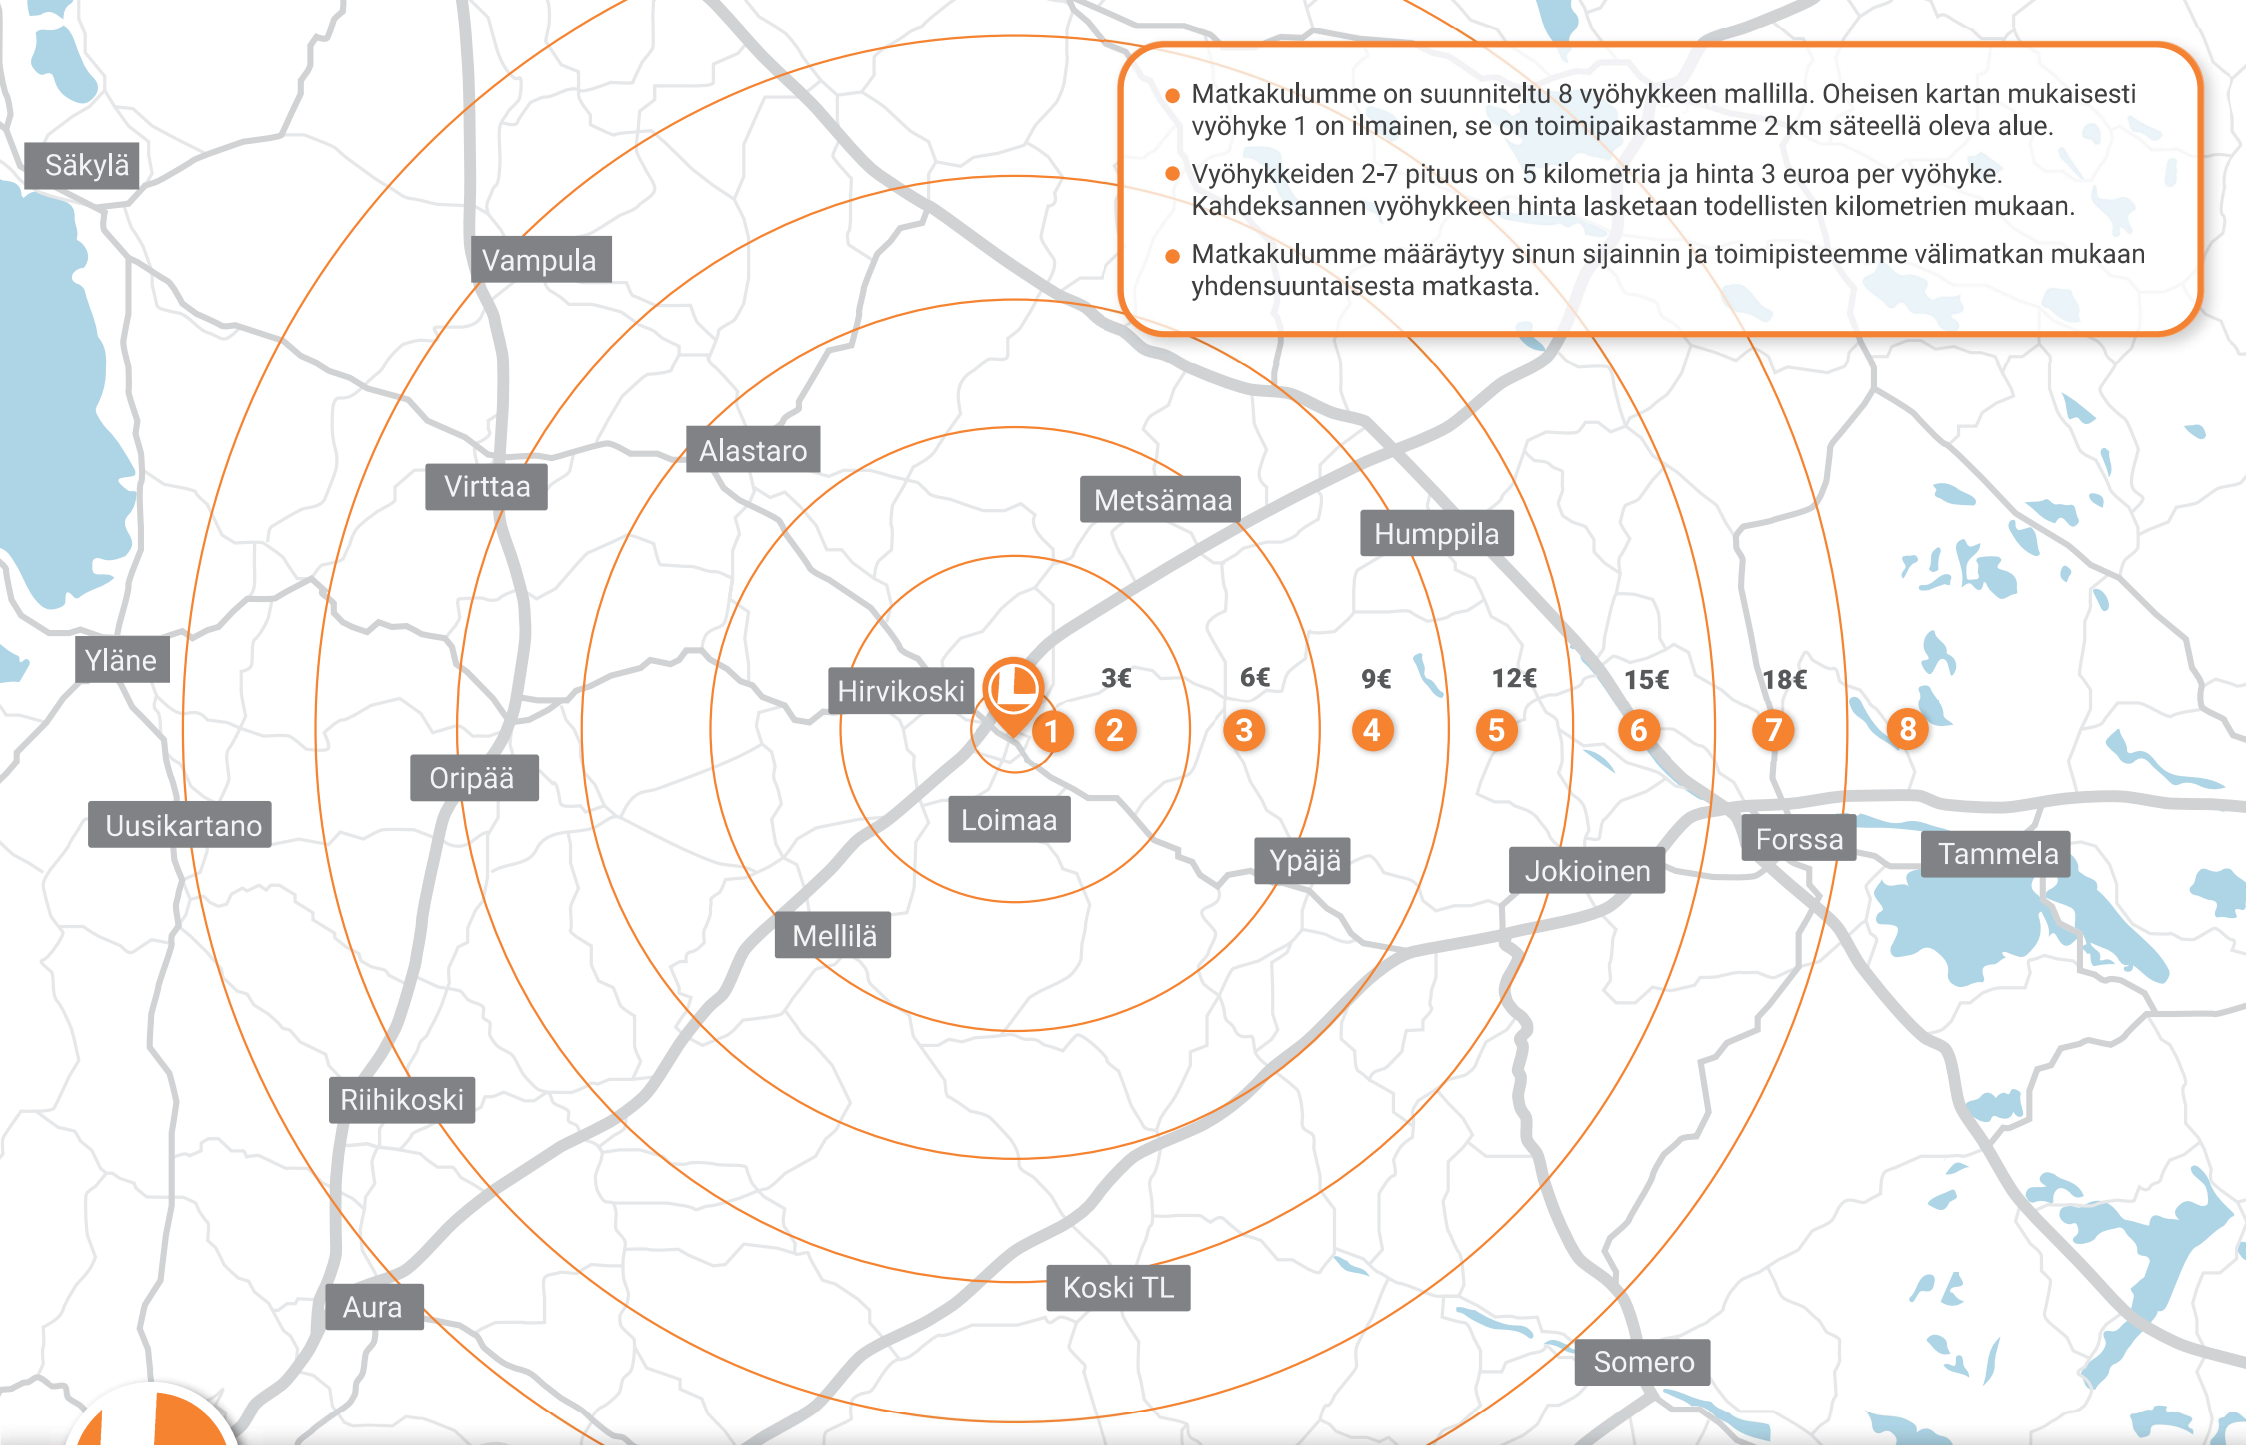 Matkakulumme on suunniteltu 8 vyöhykkeen mallilla. Oheisen kartan mukaisesti
vyöhyke 1 on ilmainen, se on toimipaikastamme 2 km säteellä oleva alue.
Vyöhykkeiden 2-7 pituus on 5 kilometria ja hinta 3 euroa per vyöhyke.
Kahdeksannen vyöhykkeen hinta lasketaan todellisten kilometrien mukaan.
Matkakulumme määräytyy sinun sijainnin ja toimipisteemme välimatkan mukaan
yhdensuuntaisesta matkasta.
Säkylä
Vampula
Alastaro
Virttaa
Metsämaa
Humppila
Yläne
Hirvikoski
3€
6€
9€
12€
15€
18€
1
2
3
4
5
6
7
8
Oripää
Uusikartano
Loimaa
Ypäjä
Jokioinen
Forssa
Tammela
Mellilä
Riihikoski
Koski TL
Aura
Somero